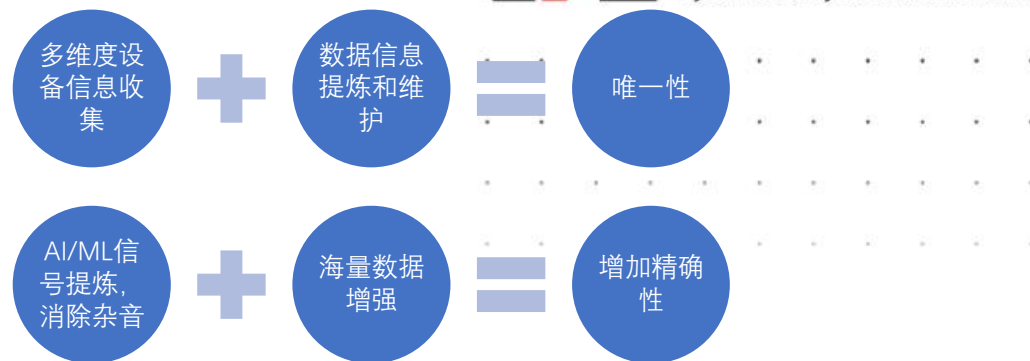 多维度设
备信息收
集
数据信息
提炼和维
护
唯一性
AI/ML信
号提炼,
消除杂音
海量数据
增强
增加精确
性